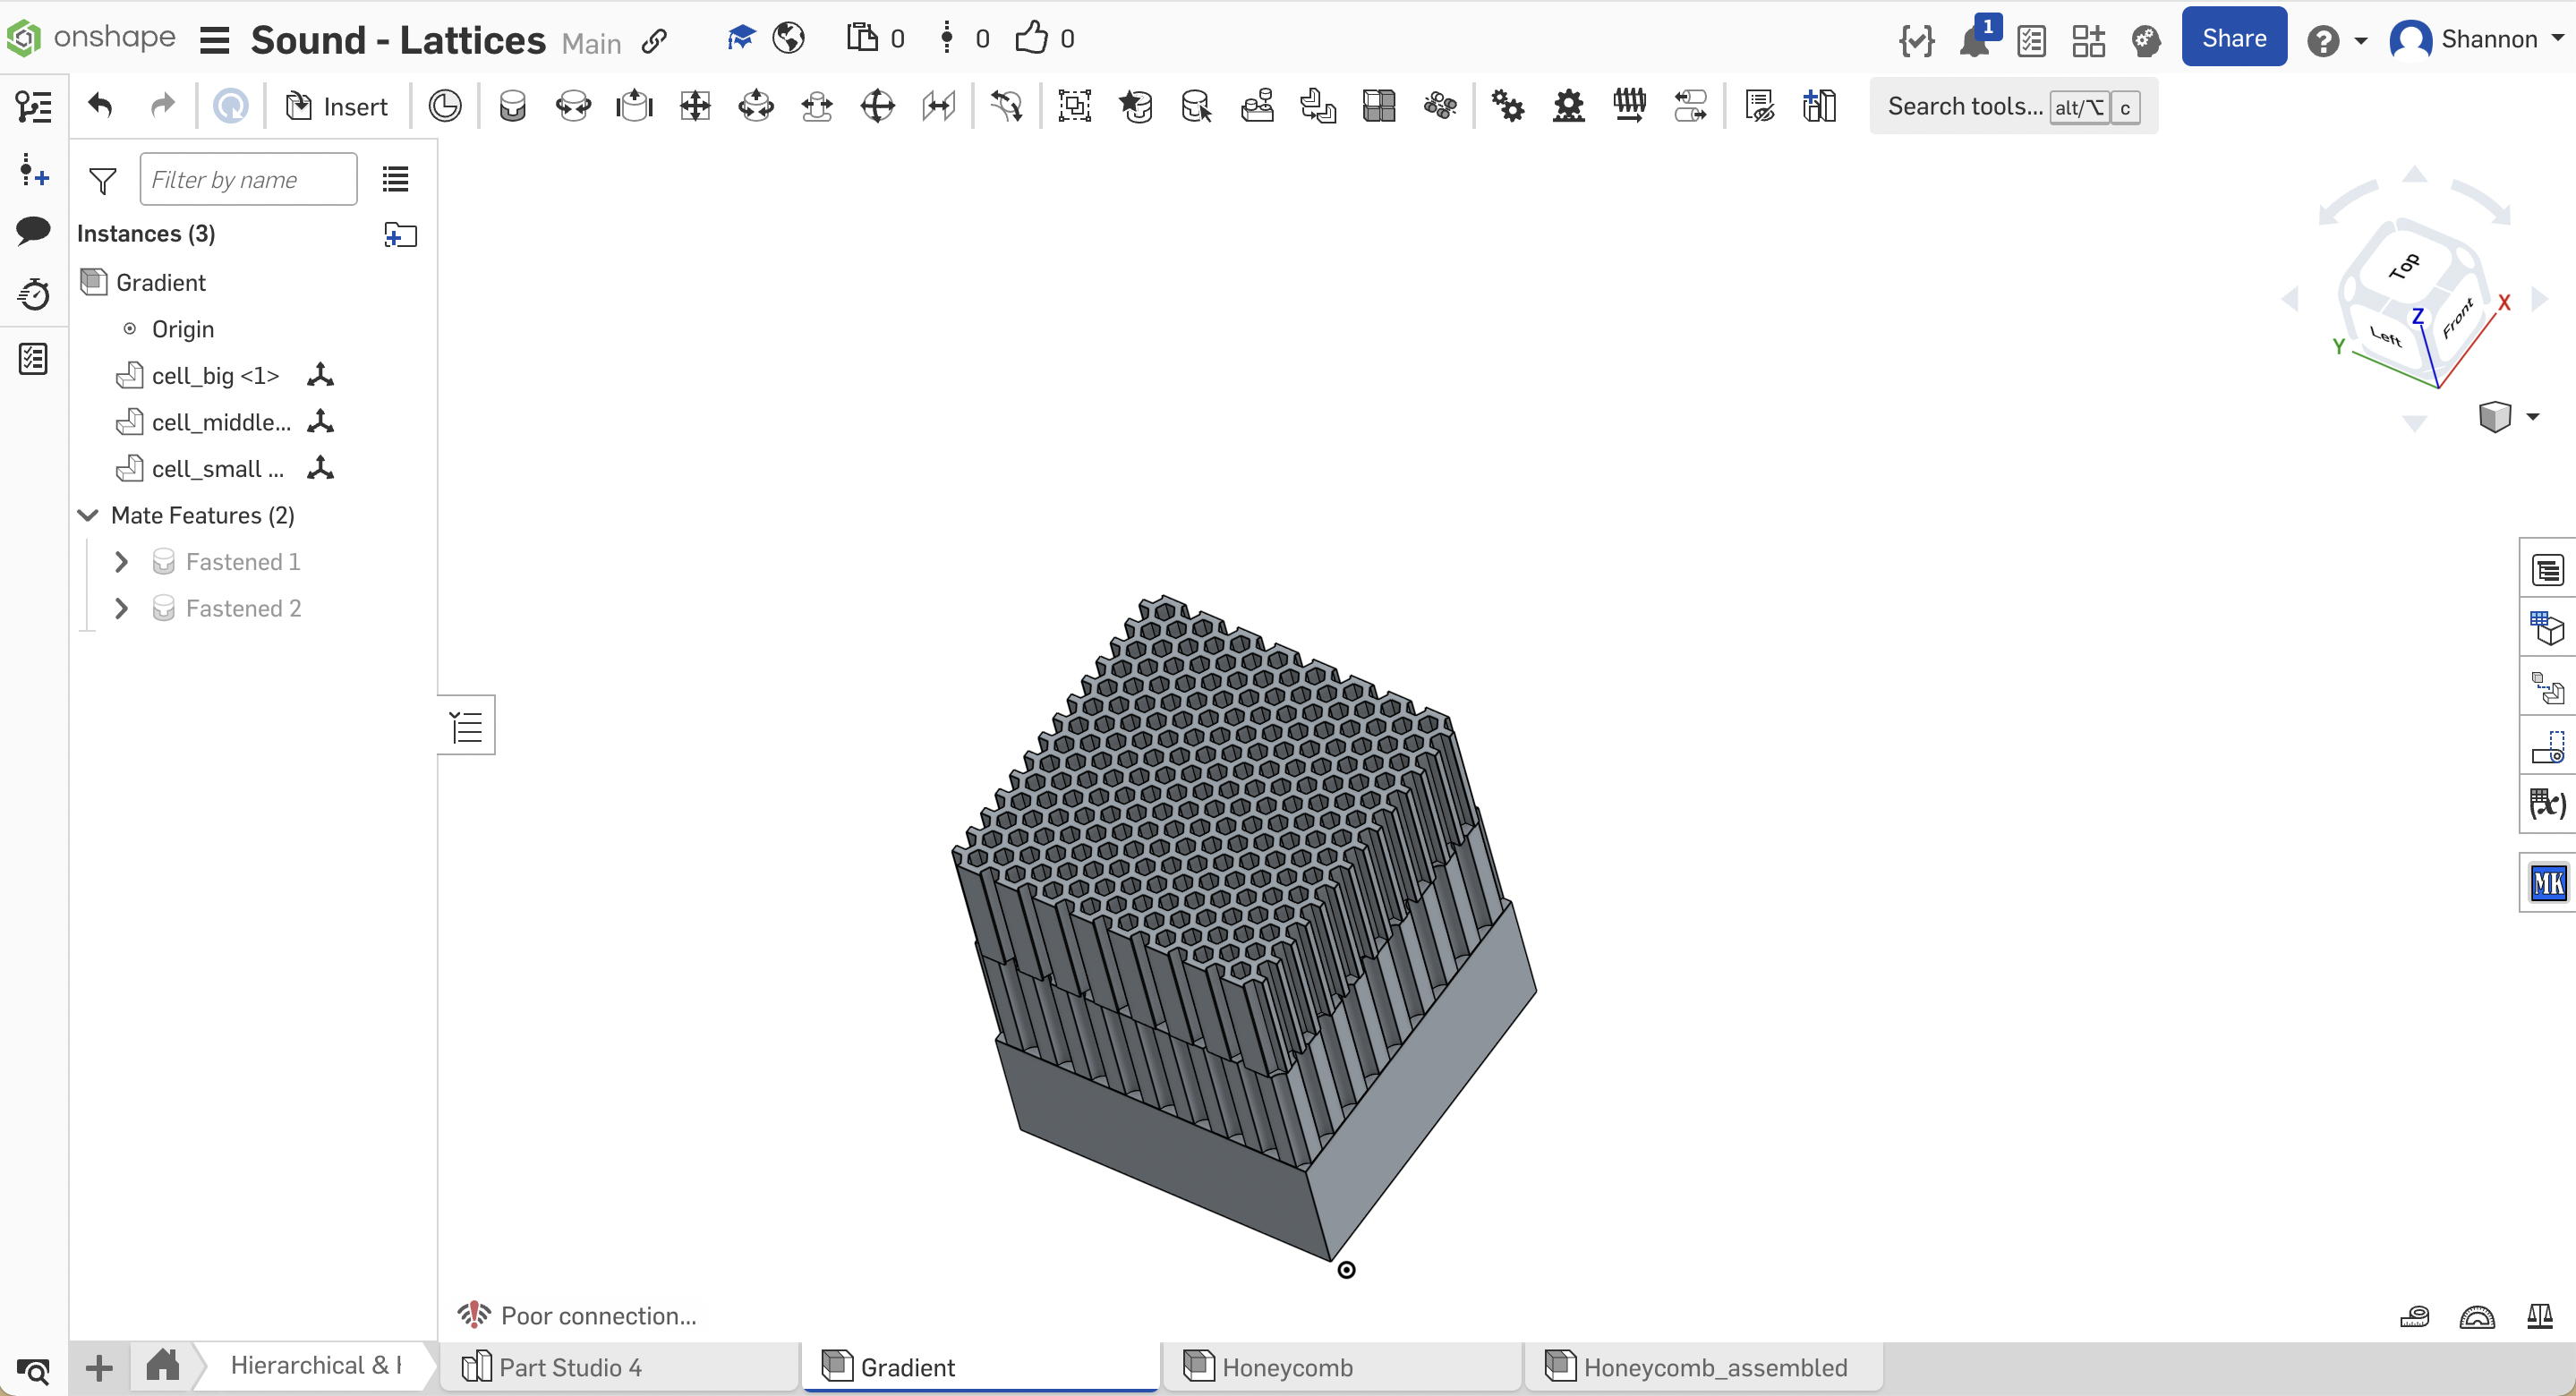 onshape Sound - Lattices Main 0 0 0 1 Share Shannon
Insert Search tools... alt/⌥ c
Filter by name
Instances (3)
Gradient
Origin
cell_big <1>
cell_middle...
cell_small ...
Mate Features (2)
Fastened 1
Fastened 2
Top
Left
Front
X
Y
Z
(x)
MK
Poor connection...
Hierarchical & Part Studio 4 Gradient Honeycomb Honeycomb_assembled